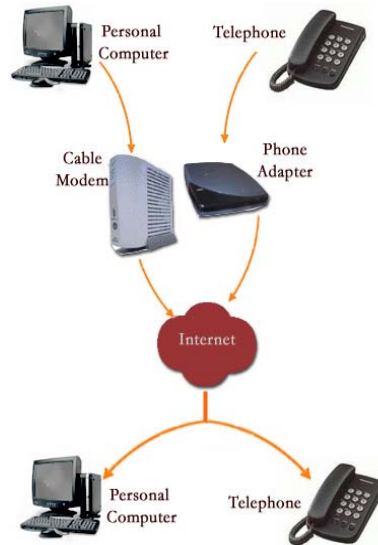 Personal
Computer
Telephone
Cable
Modem
Phone
Adapter
Internet
Personal
Computer
Telephone